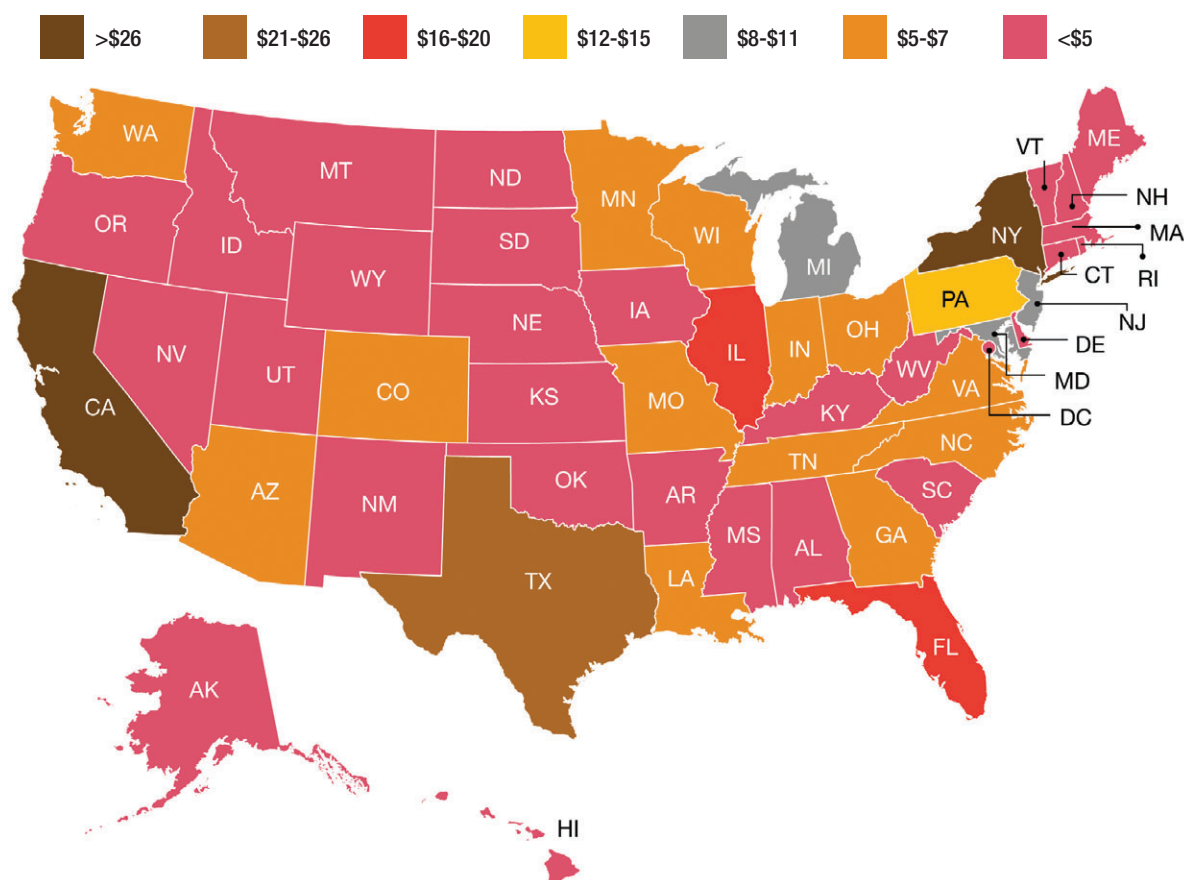 >$26 $21-$26 $16-$20 $12-$15 $8-$11 $5-$7 <$5
WA
MT
ND
MN
ME
VT
NH
OR
ID
SD
WI
MI
NY
MA
WY
CT
RI
IA
NE
PA
NJ
NV
UT
CO
IL
IN
OH
DE
CA
KS
MO
WV
KY
VA
MD
DC
AZ
NM
OK
AR
TN
NC
SC
MS
AL
GA
TX
LA
FL
AK
HI